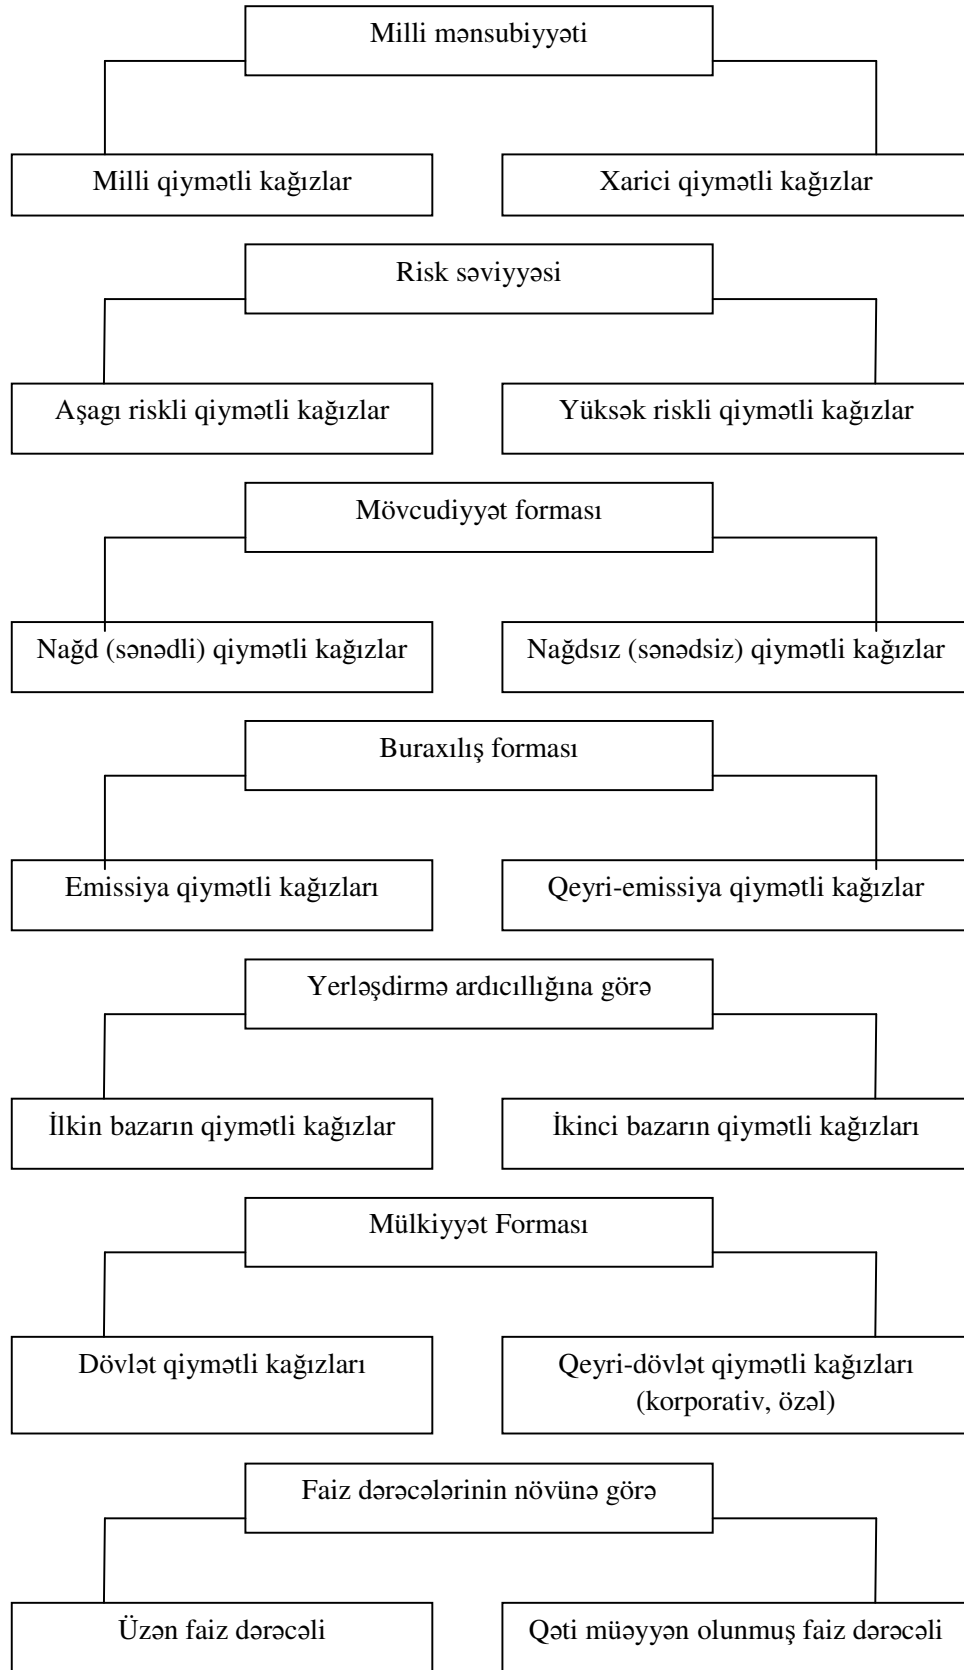 Milli mənsubiyyəti
Milli qiymətli kağızlar
Xarici qiymətli kağızlar
Risk səviyyəsi
Aşagı riskli qiymətli kağızlar
Yüksək riskli qiymətli kağızlar
Mövcudiyyət forması
Nağd (sənədli) qiymətli kağızlar
Nağdsız (sənədsiz) qiymətli kağızlar
Buraxılış forması
Emissiya qiymətli kağızları
Qeyri-emissiya qiymətli kağızlar
Yerləşdirmə ardıcıllığına görə
İlkin bazarın qiymətli kağızlar
İkinci bazarın qiymətli kağızları
Mülkiyyət Forması
Dövlət qiymətli kağızları
Qeyri-dövlət qiymətli kağızları
(korporativ, özəl)
Faiz dərəcələrinin növünə görə
Üzən faiz dərəcəli
Qəti müəyyən olunmuş faiz dərəcəli